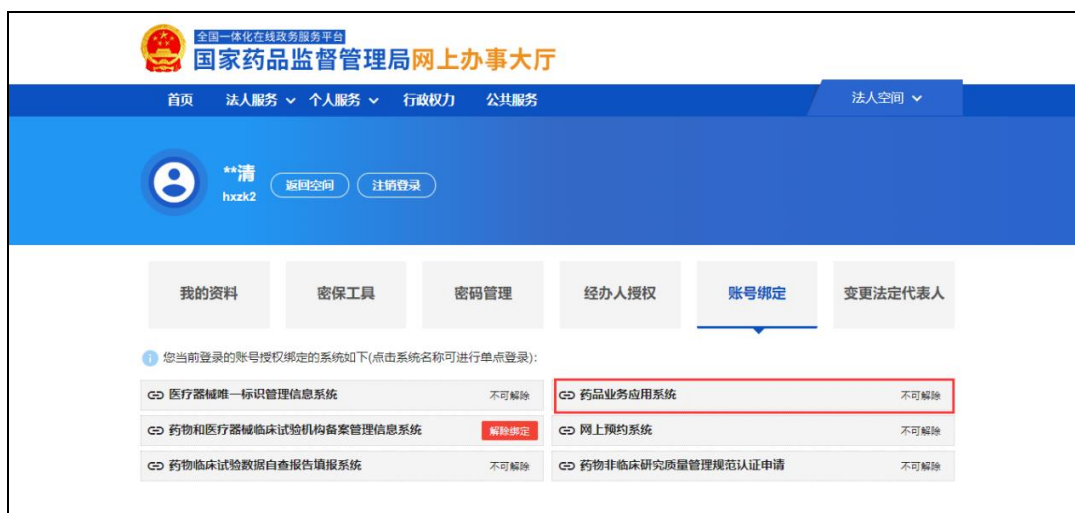 全国一体化在线政务服务平台
国家药品监督管理局网上办事大厅
首页 法人服务 个人服务 行政权力 公共服务 法人空间
**清
hxzk2
返回空间 注销登录
我的资料 密保工具 密码管理 经办人授权 账号绑定 变更法定代表人
您当前登录的账号授权绑定的系统如下(点击系统名称可进行单点登录):
医疗器械唯一标识管理信息系统 不可解除 药品业务应用系统 不可解除
药物和医疗器械临床试验机构备案管理信息系统 解除绑定 网上预约系统 不可解除
药物临床试验数据自查报告填报系统 不可解除 药物非临床研究质量管理规范认证申请 不可解除